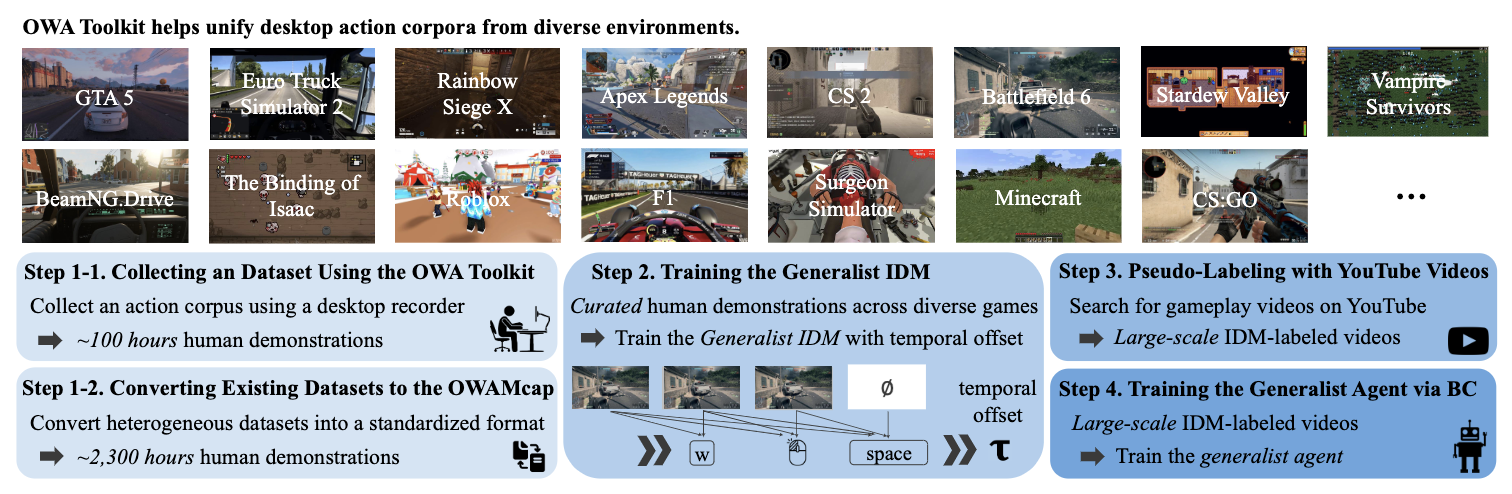 OWA Toolkit helps unify desktop action corpora from diverse environments.
GTA 5
Euro Truck
Simulator 2
Rainbow
Siege X
Apex Legends
CS 2
Battlefield 6
Stardew Valley
Vampire
Survivors
BeamNG.Drive
The Binding of
Isaac
Roblox
F1
TAGHeuer
Surgeon
Simulator
Minecraft
CS:GO
...
Step 1-1. Collecting an Dataset Using the OWA Toolkit
Collect an action corpus using a desktop recorder
~100 hours human demonstrations
Step 1-2. Converting Existing Datasets to the OWAMcap
Convert heterogeneous datasets into a standardized format
~2,300 hours human demonstrations
Step 2. Training the Generalist IDM
Curated human demonstrations across diverse games
Train the Generalist IDM with temporal offset
Ø
temporal
offset
w
space
τ
Step 3. Pseudo-Labeling with YouTube Videos
Search for gameplay videos on YouTube
Large-scale IDM-labeled videos
Step 4. Training the Generalist Agent via BC
Large-scale IDM-labeled videos
Train the generalist agent